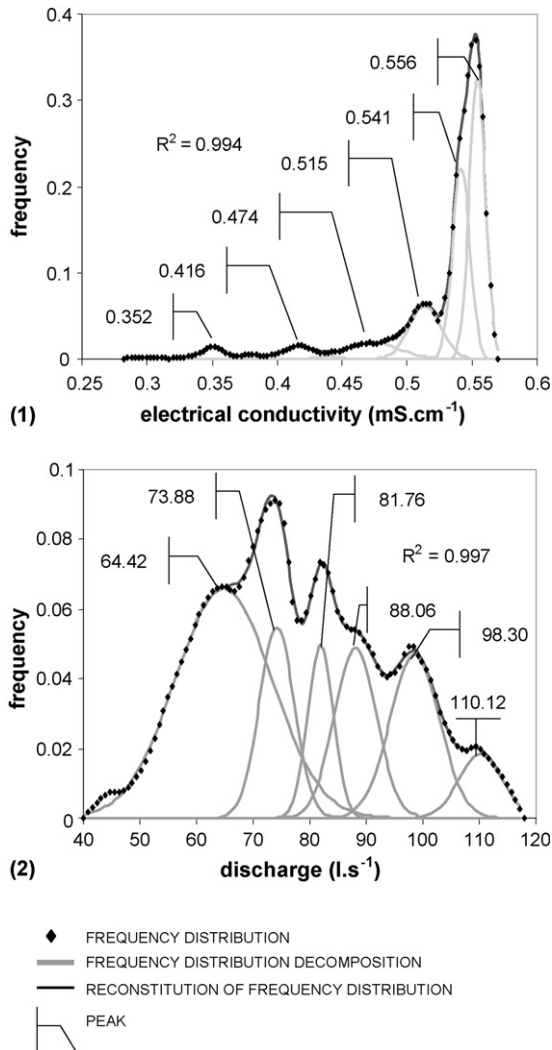 0.4
0.3
0.2
0.1
0
frequency
0.556
0.541
R² = 0.994
0.515
0.474
0.416
0.352
0.25 0.3 0.35 0.4 0.45 0.5 0.55 0.6
(1) electrical conductivity (mS.cm⁻¹)
0.1
0.08
0.06
0.04
0.02
0
frequency
73.88
81.76
64.42
R² = 0.997
88.06
98.30
110.12
40 50 60 70 80 90 100 110 120
(2) discharge (l.s⁻¹)
FREQUENCY DISTRIBUTION
FREQUENCY DISTRIBUTION DECOMPOSITION
RECONSTITUTION OF FREQUENCY DISTRIBUTION
PEAK